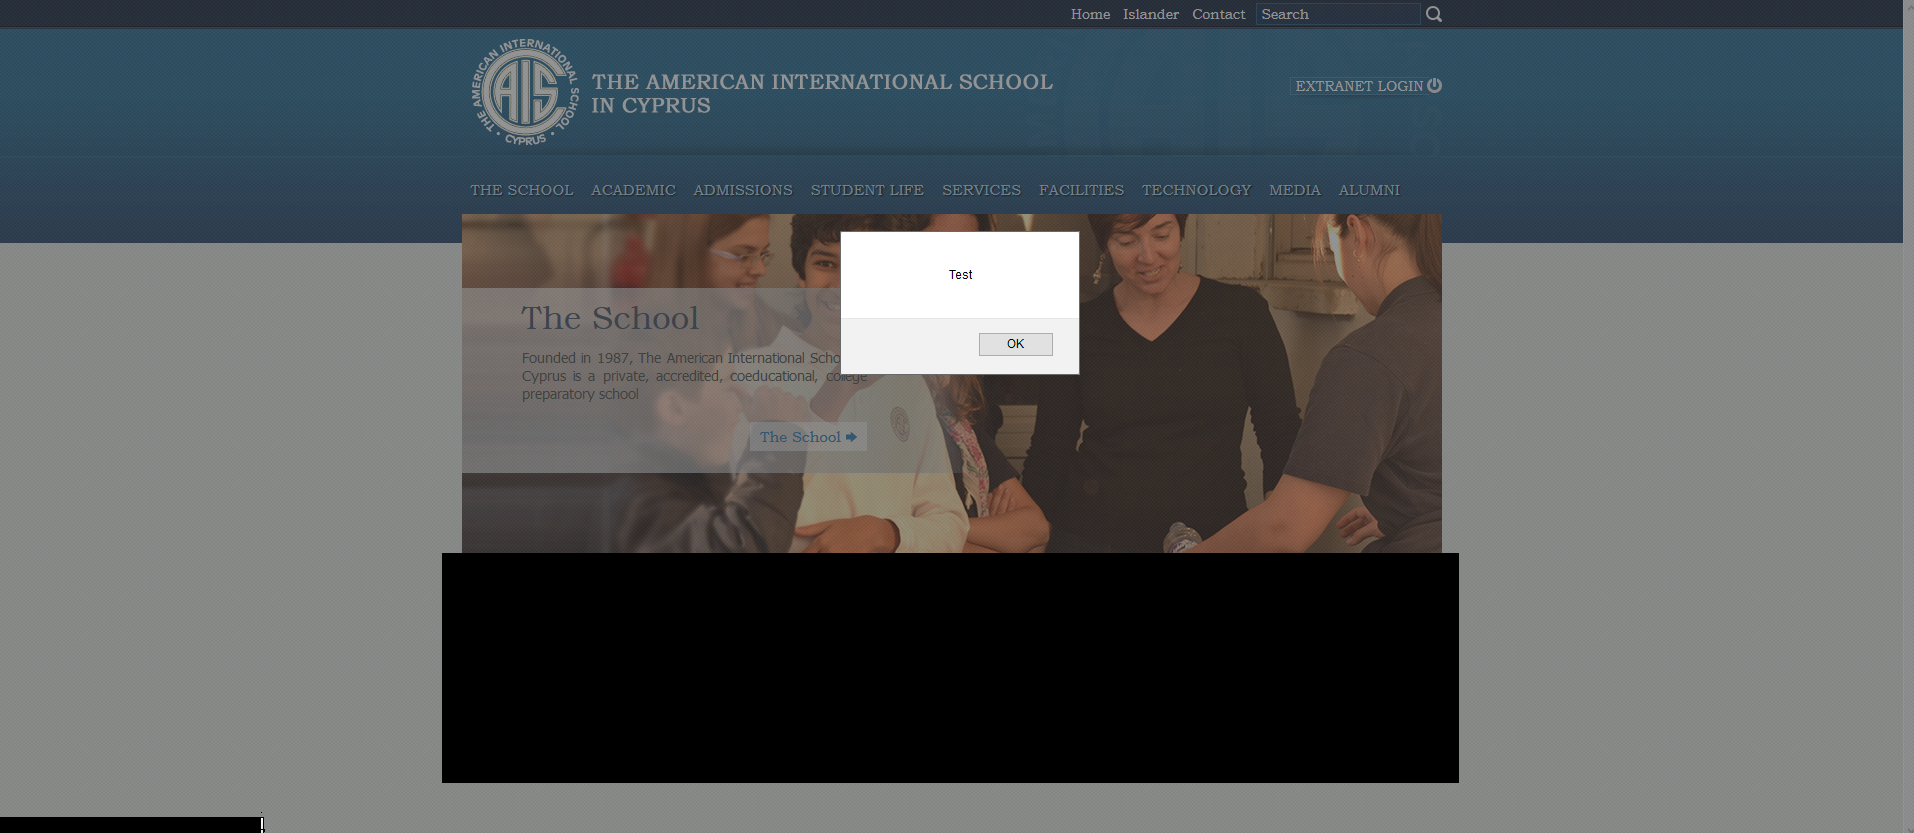 Home Islander Contact Search
THE AMERICAN INTERNATIONAL SCHOOL
IN CYPRUS
THE AMERICAN INTERNATIONAL SCHOOL • CYPRUS •
AIS
EXTRANET LOGIN
THE SCHOOL ACADEMIC ADMISSIONS STUDENT LIFE SERVICES FACILITIES TECHNOLOGY MEDIA ALUMNI
Test
OK
The School
Founded in 1987, The American International Scho
Cyprus is a private, accredited, coeducational, college
preparatory school
The School